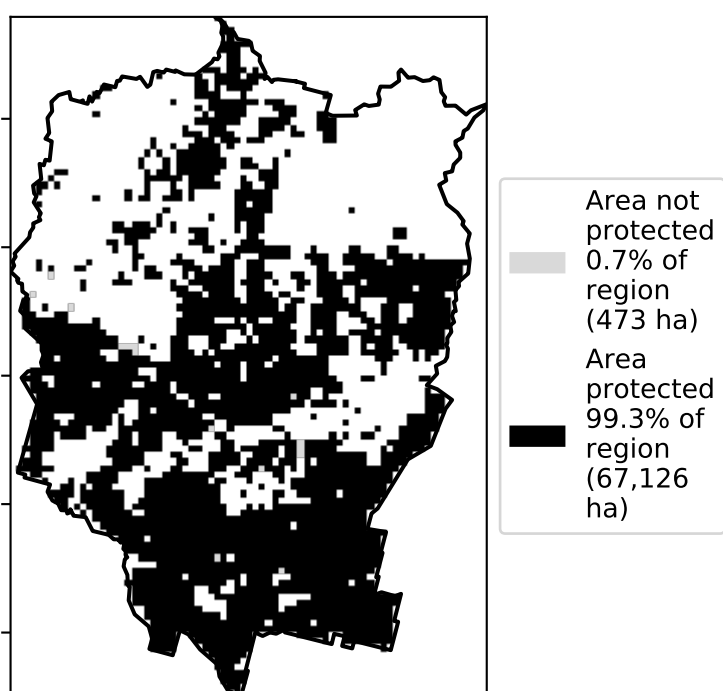 Area not
protected
0.7% of
region
(473 ha)
Area
protected
99.3% of
region
(67,126
ha)